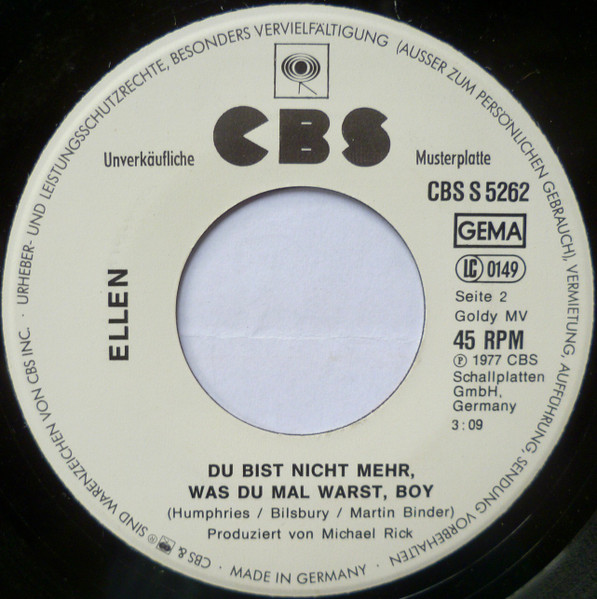 CBS
Unverkäufliche Musterplatte
CBS S 5262
GEMA
LC 0149
Seite 2
Goldy MV
45 RPM
℗ 1977 CBS
Schallplatten
GmbH,
Germany
3:09
ELLEN
DU BIST NICHT MEHR,
WAS DU MAL WARST, BOY
(Humphries / Bilsbury / Martin Binder)
Produziert von Michael Rick
· URHEBER- UND LEISTUNGSSCHUTZRECHTE, BESONDERS VERVIELFÄLTIGUNG (AUSSER ZUM PERSÖNLICHEN GEBRAUCH), VERMIETUNG, AUFFÜHRUNG, SENDUNG VORBEHALTEN
· MADE IN GERMANY ·
CBS & ® SIND WARENZEICHEN VON CBS INC.